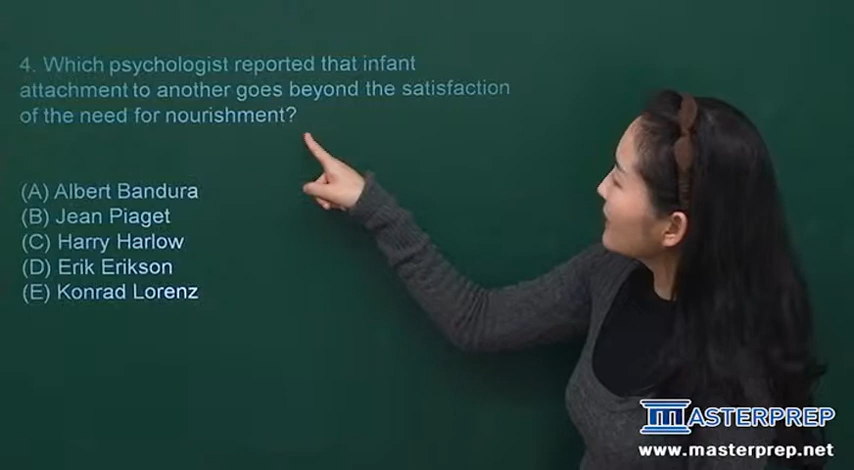 4. Which psychologist reported that infant
attachment to another goes beyond the satisfaction
of the need for nourishment?
(A) Albert Bandura
(B) Jean Piaget
(C) Harry Harlow
(D) Erik Erikson
(E) Konrad Lorenz
MASTERPREP
www.masterprep.net